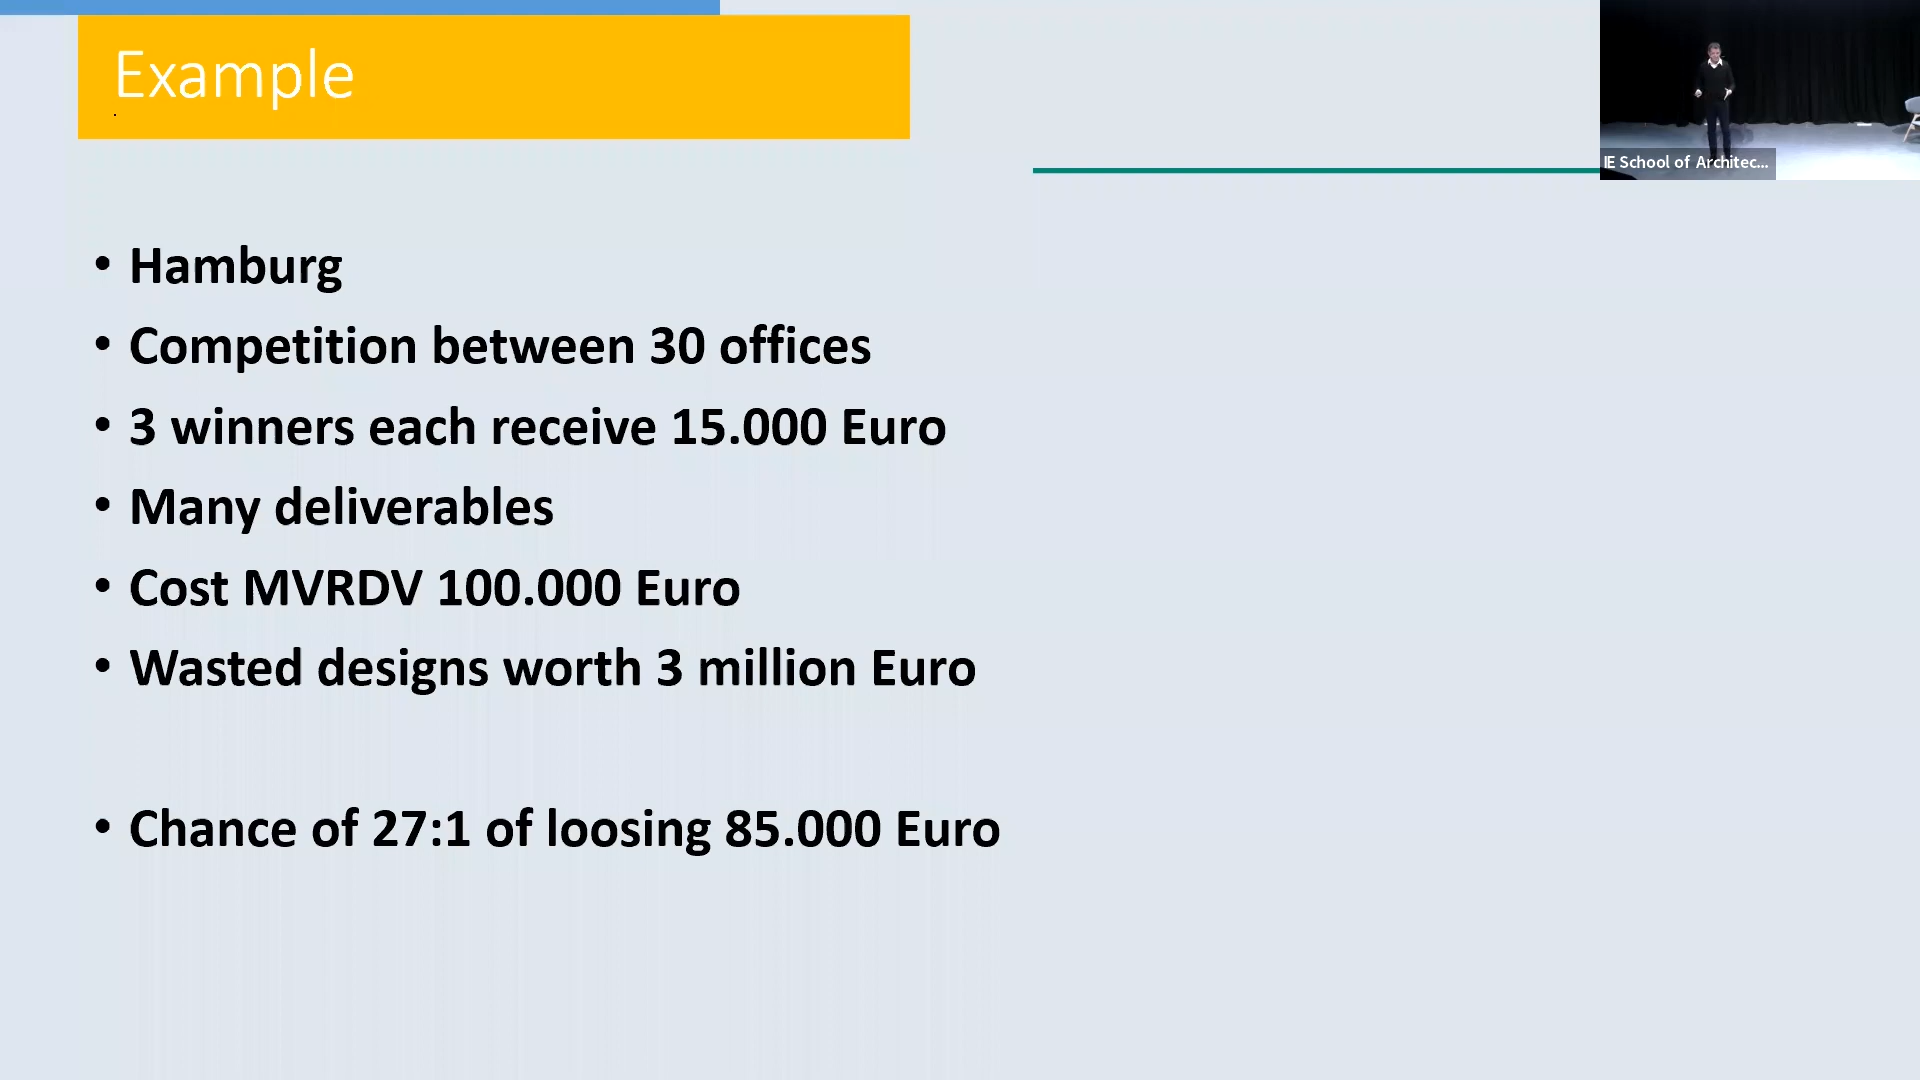 Example
.
IE School of Architec...
• Hamburg
• Competition between 30 offices
• 3 winners each receive 15.000 Euro
• Many deliverables
• Cost MVRDV 100.000 Euro
• Wasted designs worth 3 million Euro
• Chance of 27:1 of loosing 85.000 Euro